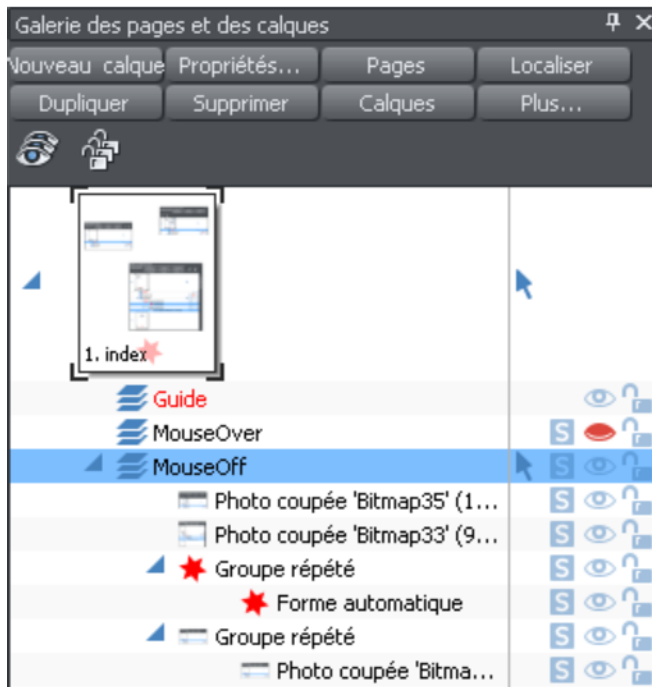 Galerie des pages et des calques
Nouveau calque Propriétés... Pages Localiser
Dupliquer Supprimer Calques Plus...
1. index
Guide
MouseOver
S
MouseOff
S
Photo coupée 'Bitmap35' (1...
S
Photo coupée 'Bitmap33' (9...
S
Groupe répété
S
Forme automatique
S
Groupe répété
S
Photo coupée 'Bitma...
S